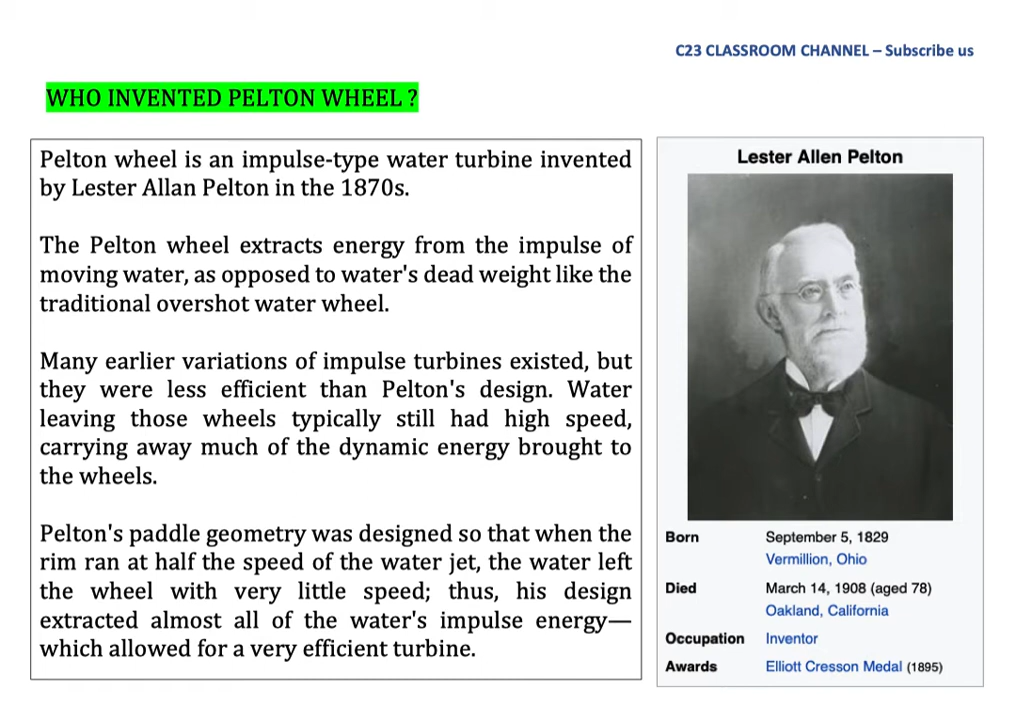 C23 CLASSROOM CHANNEL – Subscribe us
WHO INVENTED PELTON WHEEL ?
Pelton wheel is an impulse-type water turbine invented
by Lester Allan Pelton in the 1870s.
The Pelton wheel extracts energy from the impulse of
moving water, as opposed to water's dead weight like the
traditional overshot water wheel.
Many earlier variations of impulse turbines existed, but
they were less efficient than Pelton's design. Water
leaving those wheels typically still had high speed,
carrying away much of the dynamic energy brought to
the wheels.
Pelton's paddle geometry was designed so that when the
rim ran at half the speed of the water jet, the water left
the wheel with very little speed; thus, his design
extracted almost all of the water's impulse energy—
which allowed for a very efficient turbine.
Lester Allen Pelton
Born September 5, 1829
Vermillion, Ohio
Died March 14, 1908 (aged 78)
Oakland, California
Occupation Inventor
Awards Elliott Cresson Medal (1895)